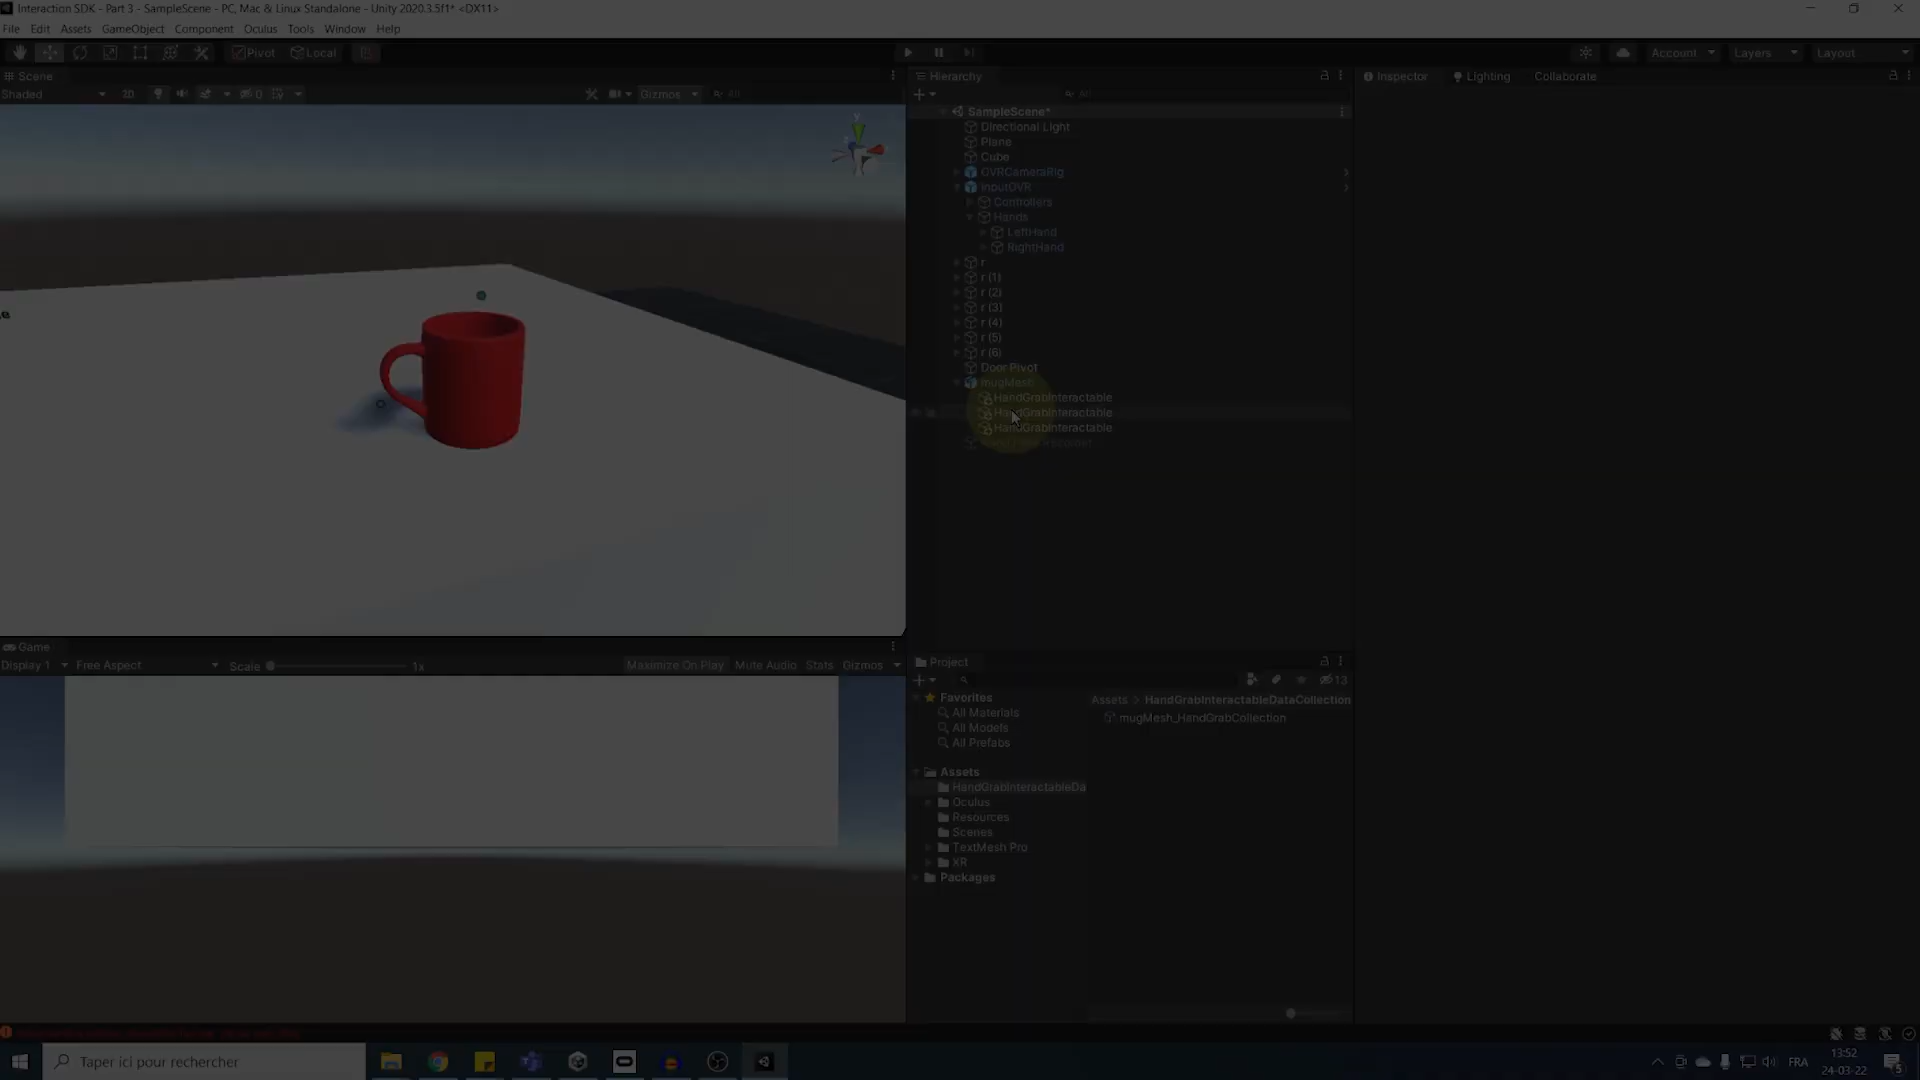 Interaction SDK - Part 3 - SampleScene - PC, Mac & Linux Standalone - Unity 2020.3.5f1* <DX11>
File Edit Assets GameObject Component Oculus Tools Window Help
Pivot Local Account Layers Layout
Scene
Shaded 2D 0 Gizmos All
Hierarchy
All
SampleScene*
Directional Light
Plane
Cube
OVRCameraRig
InputOVR
Controllers
Hands
LeftHand
RightHand
r
r (1)
r (2)
r (3)
r (4)
r (5)
r (6)
Door Pivot
mugMesh
HandGrabInteractable
HandGrabInteractable
HandGrabInteractable
Inspector Lighting Collaborate
Game
Display 1 Free Aspect Scale 1x Maximize On Play Mute Audio Stats Gizmos
Project
13
Favorites
All Materials
All Models
All Prefabs
Assets
HandGrabInteractableDa
Oculus
Resources
Scenes
TextMesh Pro
XR
Packages
Assets > HandGrabInteractableDataCollection
mugMesh_HandGrabCollection
Taper ici pour rechercher
FRA
13:52
24-03-22
5